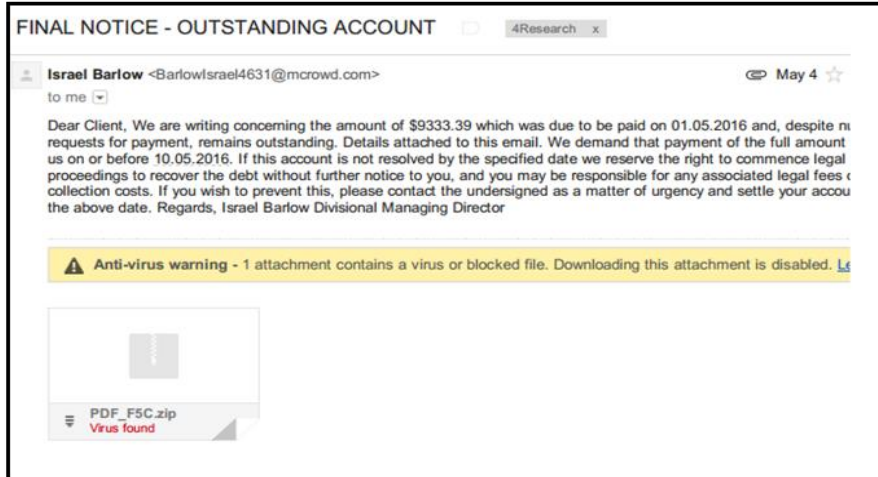 FINAL NOTICE - OUTSTANDING ACCOUNT 4Research x
Israel Barlow <BarlowIsrael4631@mcrowd.com> May 4
to me
Dear Client, We are writing concerning the amount of $9333.39 which was due to be paid on 01.05.2016 and, despite
requests for payment, remains outstanding. Details attached to this email. We demand that payment of the full amount
us on or before 10.05.2016. If this account is not resolved by the specified date we reserve the right to commence legal
proceedings to recover the debt without further notice to you, and you may be responsible for any associated legal fees
collection costs. If you wish to prevent this, please contact the undersigned as a matter of urgency and settle your
the above date. Regards, Israel Barlow Divisional Managing Director
Anti-virus warning - 1 attachment contains a virus or blocked file. Downloading this attachment is disabled.
PDF_F5C.zip
Virus found